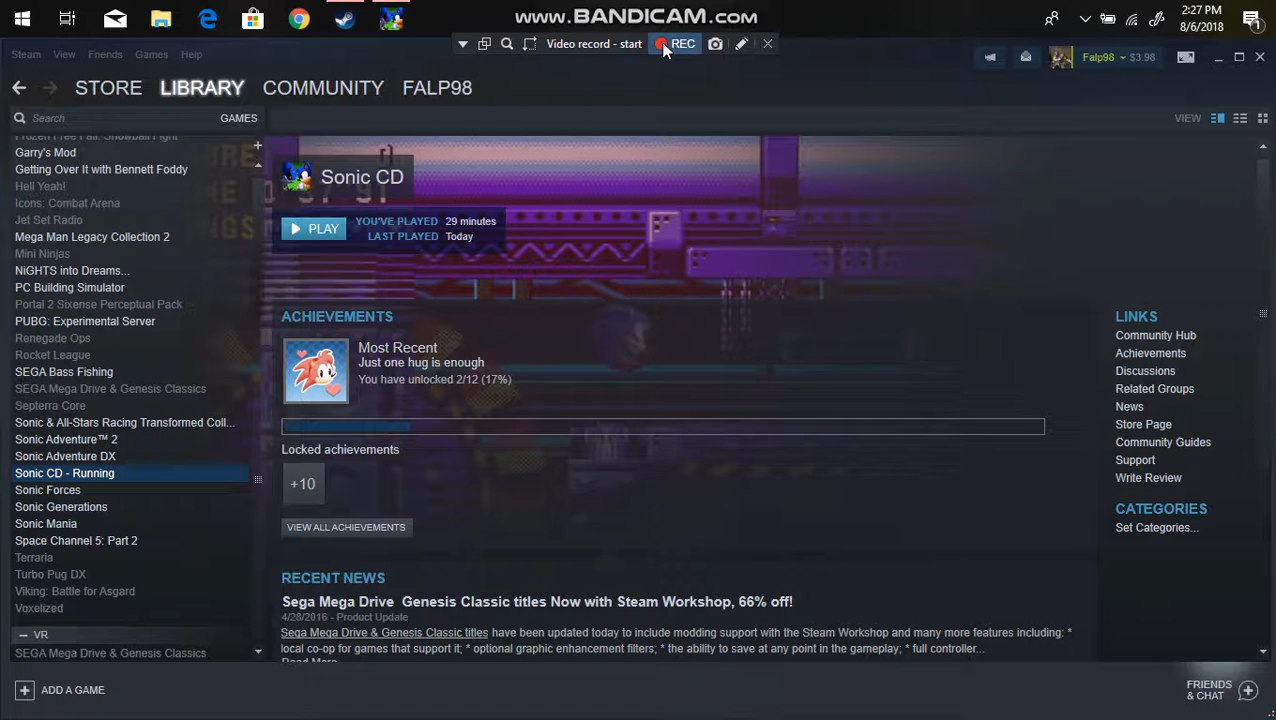 www.BANDICAM.com
2:27 PM
8/6/2018
1
Video record - start
REC
Steam View Friends Games Help
Falp98 $3.98
STORE LIBRARY COMMUNITY FALP98
Search GAMES
VIEW
Frozen Free Fall: Snowball Fight
Garry's Mod
Getting Over It with Bennett Foddy
Hell Yeah!
Icons: Combat Arena
Jet Set Radio
Mega Man Legacy Collection 2
Mini Ninjas
NiGHTS into Dreams...
PC Building Simulator
Portal 2 Sixense Perceptual Pack
PUBG: Experimental Server
Renegade Ops
Rocket League
SEGA Bass Fishing
SEGA Mega Drive & Genesis Classics
Septerra Core
Sonic & All-Stars Racing Transformed Coll...
Sonic Adventure™ 2
Sonic Adventure DX
Sonic CD - Running
Sonic Forces
Sonic Generations
Sonic Mania
Space Channel 5: Part 2
Terraria
Turbo Pug DX
Viking: Battle for Asgard
Voxelized
VR
SEGA Mega Drive & Genesis Classics
Sonic CD
PLAY
YOU'VE PLAYED 29 minutes
LAST PLAYED Today
ACHIEVEMENTS
Most Recent
Just one hug is enough
You have unlocked 2/12 (17%)
Locked achievements
+10
VIEW ALL ACHIEVEMENTS
RECENT NEWS
Sega Mega Drive Genesis Classic titles Now with Steam Workshop, 66% off!
4/28/2016 - Product Update
Sega Mega Drive & Genesis Classic titles have been updated today to include modding support with the Steam Workshop and many more features including: *
local co-op for games that support it; * optional graphic enhancement filters; * the ability to save at any point in the gameplay; * full controller...
Read More
LINKS
Community Hub
Achievements
Discussions
Related Groups
News
Store Page
Community Guides
Support
Write Review
CATEGORIES
Set Categories...
ADD A GAME
FRIENDS
& CHAT